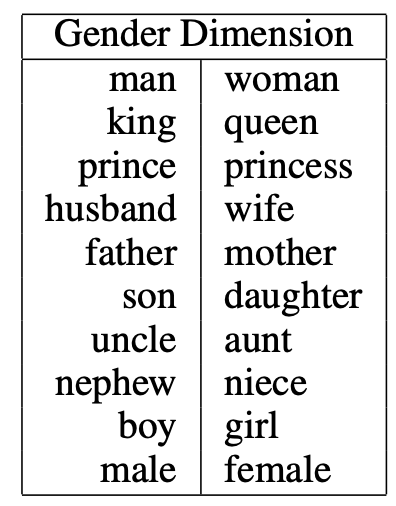 Gender Dimension
man woman
king queen
prince princess
husband wife
father mother
son daughter
uncle aunt
nephew niece
boy girl
male female